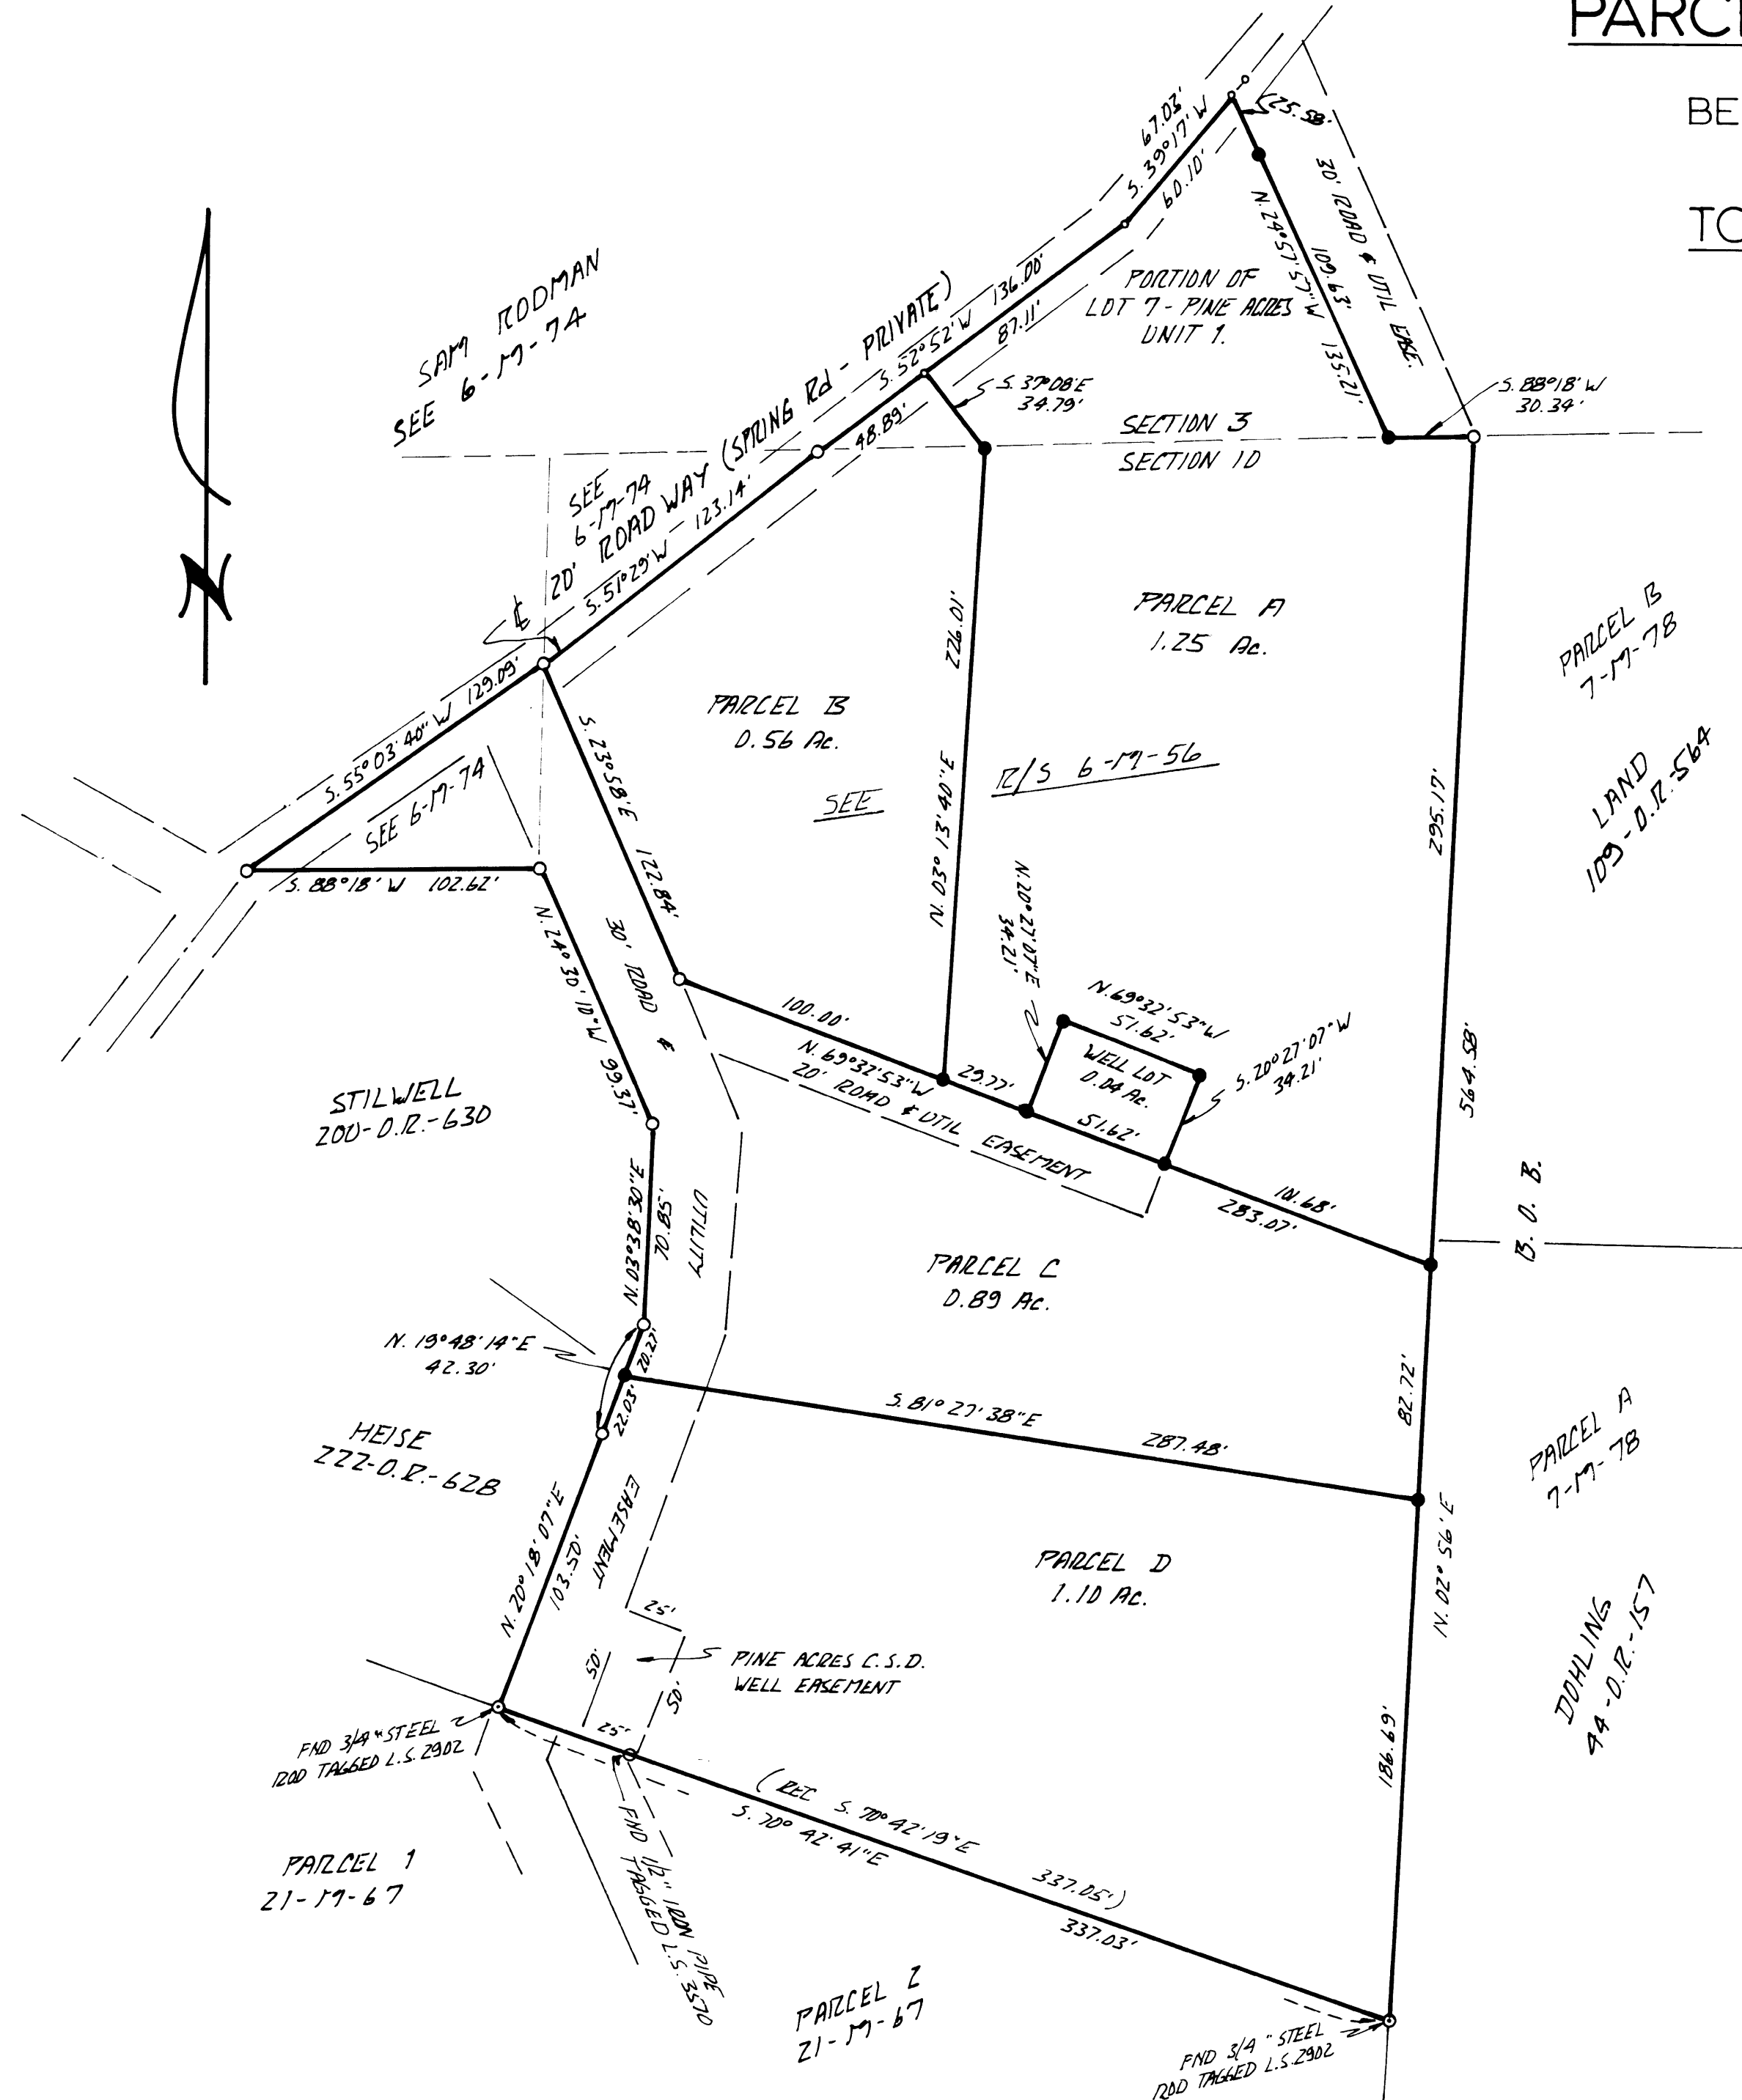 PARC
BE
TO
67.03'
S. 39°17' W
60.10'
25.58'
30' ROAD & UTIL EASE.
N. 24°57'57" W
109.63'
135.21'
SAM RODMAN
SEE 6-M-74
136.00'
S. 52°52' W
87.11'
PORTION OF
LOT 7 - PINE ACRES
UNIT 1.
S. 37°08'E
34.79'
S. 88°18' W
30.34'
48.89'
SECTION 3
SECTION 10
SEE
6-M-74
20' ROAD WAY (SPRING Rd - PRIVATE)
S. 51°29' W 123.14'
℄
PARCEL A
1.25 Ac.
226.01'
N. 03°13'40" E
PARCEL B
0.56 Ac.
SEE R/S 6-M-56
PARCEL B
7-M-78
LAND
109-O.R.-564
295.17'
S. 55°03'40" W 129.09'
SEE 6-M-74
S. 23°58'E 122.84'
S. 88°18' W 102.62'
N. 24°30'10" W 99.37'
30' ROAD &
UTILITY
EASEMENT
N. 20°27'07" E
34.21'
N. 69°32'53" W
51.62'
WELL LOT
0.04 Ac.
S. 20°27'07" W
34.21'
100.00'
N. 69°32'53" W
29.77'
51.62'
20' ROAD & UTIL EASEMENT
564.58'
STILWELL
200-O.R.-630
N. 03°38'30" E.
70.85'
283.07'
B. O. B.
PARCEL C
0.89 Ac.
N. 19°48'14" E
42.30'
20.27'
22.03'
82.72'
S. 81°27'38" E
287.48'
HEISE
222-O.R.-628
PARCEL A
7-M-78
N. 02°56' E
N. 20°18'07" E.
103.50'
PARCEL D
1.10 Ac.
25'
50'
50'
25'
PINE ACRES C.S.D.
WELL EASEMENT
DOHLING
44-O.R.-157
186.69'
FND 3/4" STEEL
ROD TAGGED L.S. 2902
(REC S. 70°42'19" E 337.05')
S. 70°42'41" E 337.03'
FND 1/2" IRON PIPE
TAGGED L.S. 3570
PARCEL 1
21-M-67
PARCEL 2
21-M-67
FND 3/4" STEEL
ROD TAGGED L.S. 2902
N